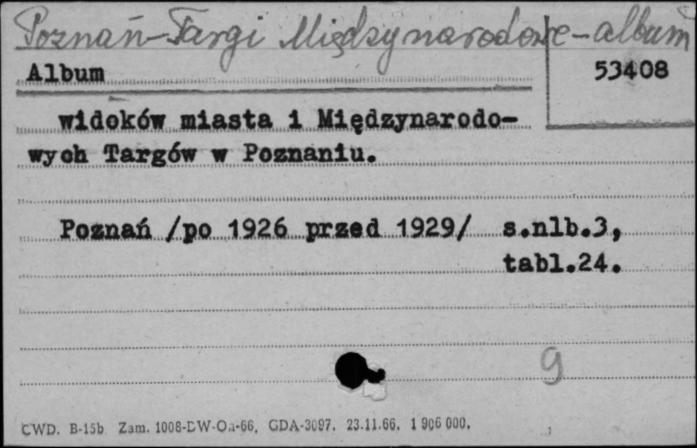 Poznań-Targi Międzynarodowe-album
Album
53408
widoków miasta i Międzynarodo-
wych Targów w Poznaniu.
Poznań /po 1926 przed 1929/ s.nlb.3,
tabl.24.
9
CWD. B-15b Zam. 1008-DW-Oa-66, GDA-3097. 23.11.66. 1 906 000.